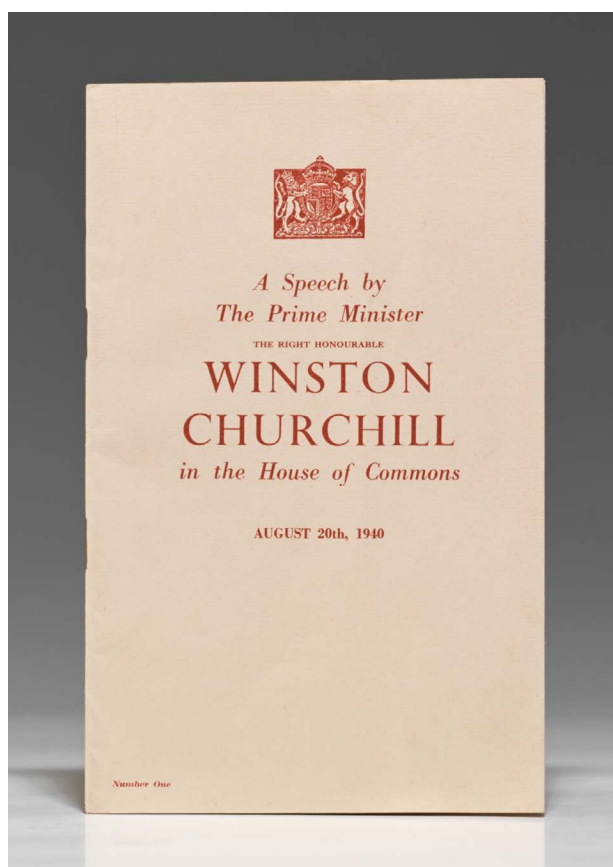 A Speech by
The Prime Minister
THE RIGHT HONOURABLE
WINSTON
CHURCHILL
in the House of Commons
AUGUST 20th, 1940
Number One